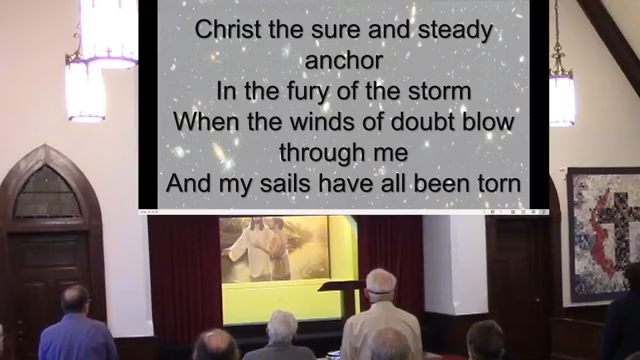 Christ the sure and steady
anchor
In the fury of the storm
When the winds of doubt blow
through me
And my sails have all been torn